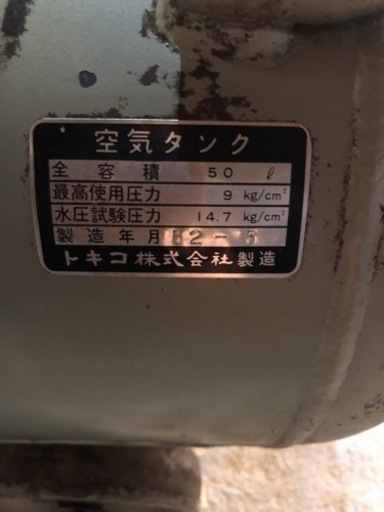 空気タンク
全容積 50 ℓ
最高使用圧力 9 kg/cm²
水圧試験圧力 14.7 kg/cm²
製造年月 62-5
トキコ株式会社製造